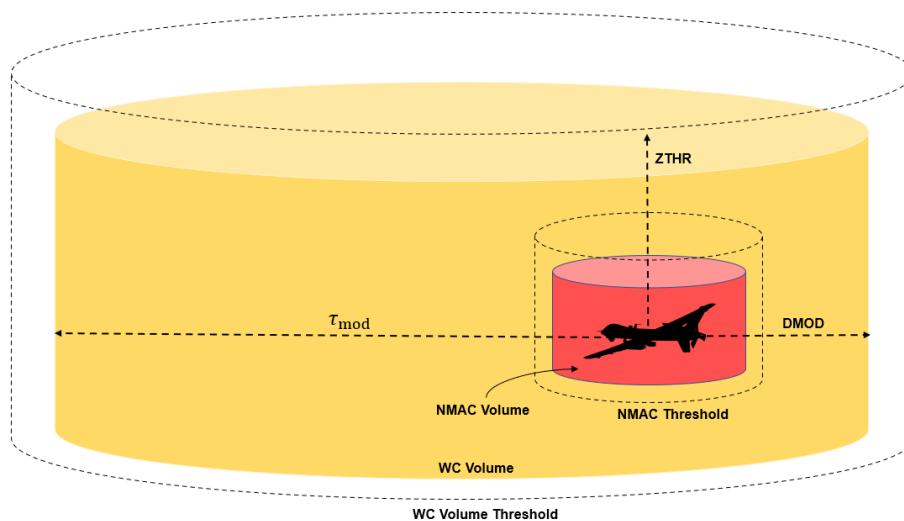 ZTHR
τmod
DMOD
NMAC Volume
NMAC Threshold
WC Volume
WC Volume Threshold